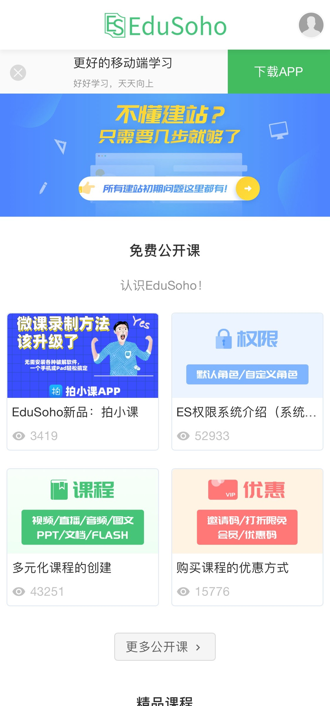 EduSoho
更好的移动端学习
好好学习，天天向上
下载APP
不懂建站？
只需要几步就够了
所有建站初期问题这里都有!
免费公开课
认识EduSoho！
微课录制方法
该升级了
Yes
无需安装各种破解软件，
一个手机或Pad轻松搞定
拍小课APP
EduSoho新品：拍小课
3419
权限
默认角色/自定义角色
ES权限系统介绍（系统…
52933
课程
视频/直播/音频/图文
PPT/文档/FLASH
多元化课程的创建
43251
VIP
优惠
邀请码/打折限免
会员/优惠码
购买课程的优惠方式
15776
更多公开课 ›
精品课程